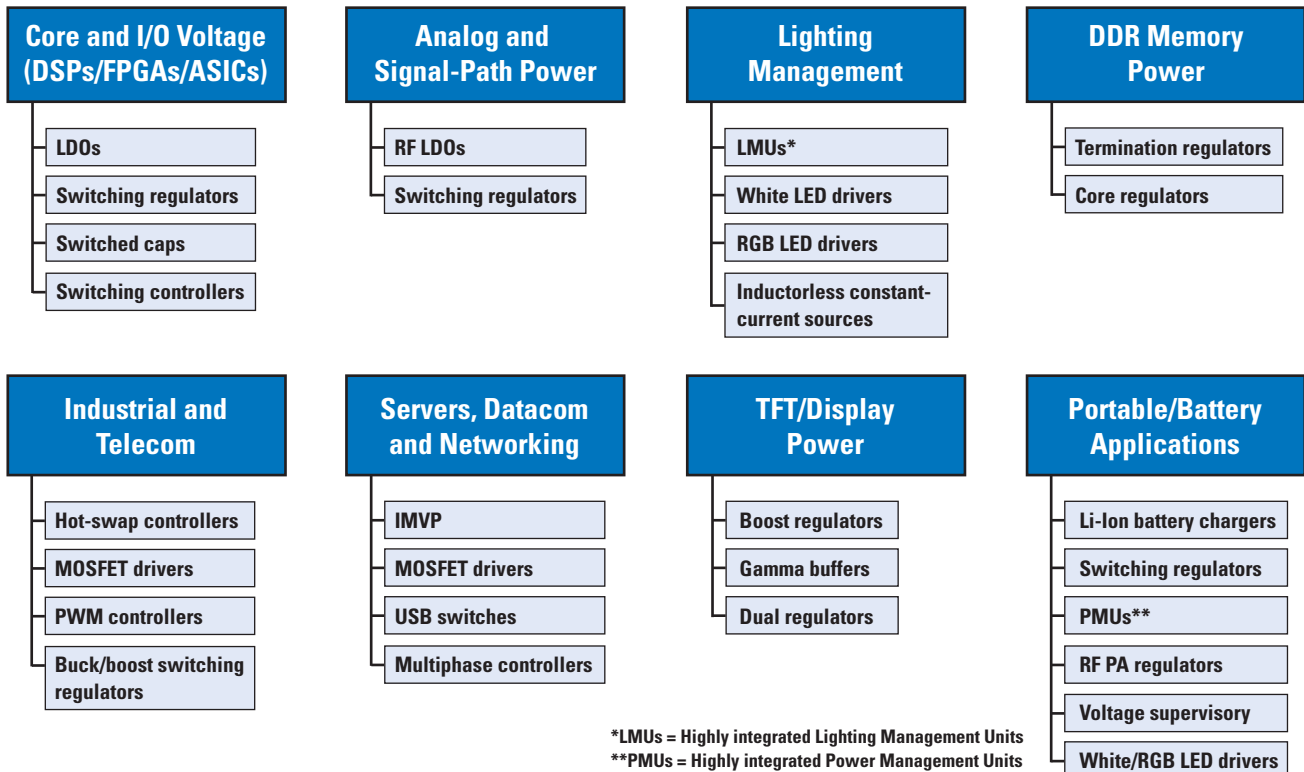 Core and I/O Voltage
(DSPs/FPGAs/ASICs)
LDOs
Switching regulators
Switched caps
Switching controllers
Analog and
Signal-Path Power
RF LDOs
Switching regulators
Lighting
Management
LMUs*
White LED drivers
RGB LED drivers
Inductorless constant-
current sources
DDR Memory
Power
Termination regulators
Core regulators
Industrial and
Telecom
Hot-swap controllers
MOSFET drivers
PWM controllers
Buck/boost switching
regulators
Servers, Datacom
and Networking
IMVP
MOSFET drivers
USB switches
Multiphase controllers
TFT/Display
Power
Boost regulators
Gamma buffers
Dual regulators
Portable/Battery
Applications
Li-Ion battery chargers
Switching regulators
PMUs**
RF PA regulators
Voltage supervisory
White/RGB LED drivers
*LMUs = Highly integrated Lighting Management Units
**PMUs = Highly integrated Power Management Units